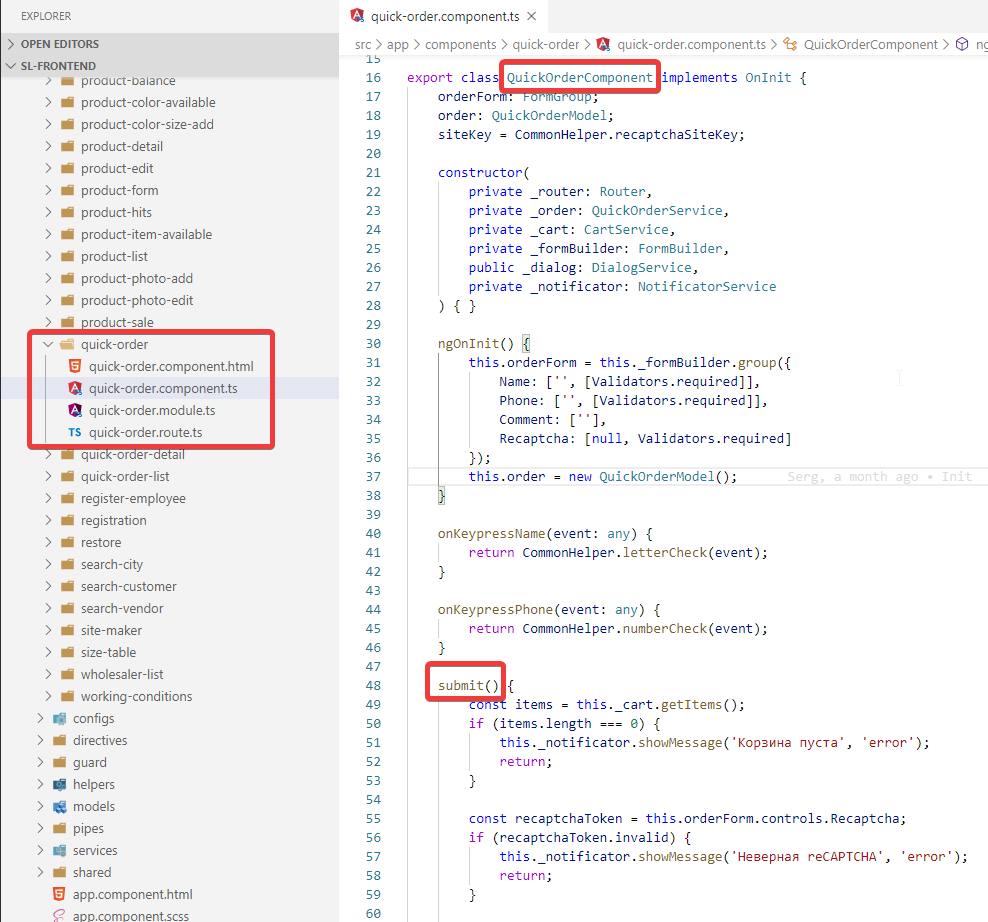 EXPLORER
OPEN EDITORS
SL-FRONTEND
product-balance
product-color-available
product-color-size-add
product-detail
product-edit
product-form
product-hits
product-item-available
product-list
product-photo-add
product-photo-edit
product-sale
quick-order
quick-order.component.html
quick-order.component.ts
quick-order.module.ts
TS quick-order.route.ts
quick-order-detail
quick-order-list
register-employee
registration
restore
search-city
search-customer
search-vendor
site-maker
size-table
wholesaler-list
working-conditions
configs
directives
guard
helpers
models
pipes
services
shared
app.component.html
app.component.scss
quick-order.component.ts
src > app > components > quick-order > quick-order.component.ts > QuickOrderComponent > ng
15
16 export class QuickOrderComponent implements OnInit {
17 orderForm: FormGroup;
18 order: QuickOrderModel;
19 siteKey = CommonHelper.recaptchaSiteKey;
20
21 constructor(
22 private _router: Router,
23 private _order: QuickOrderService,
24 private _cart: CartService,
25 private _formBuilder: FormBuilder,
26 public _dialog: DialogService,
27 private _notificator: NotificatorService
28 ) { }
29
30 ngOnInit() {
31 this.orderForm = this._formBuilder.group({
32 Name: ['', [Validators.required]],
33 Phone: ['', [Validators.required]],
34 Comment: [''],
35 Recaptcha: [null, Validators.required]
36 });
37 this.order = new QuickOrderModel(); Serg, a month ago • Init
38 }
39
40 onKeypressName(event: any) {
41 return CommonHelper.letterCheck(event);
42 }
43
44 onKeypressPhone(event: any) {
45 return CommonHelper.numberCheck(event);
46 }
47
48 submit() {
49 const items = this._cart.getItems();
50 if (items.length === 0) {
51 this._notificator.showMessage('Корзина пуста', 'error');
52 return;
53 }
54
55 const recaptchaToken = this.orderForm.controls.Recaptcha;
56 if (recaptchaToken.invalid) {
57 this._notificator.showMessage('Неверная reCAPTCHA', 'error');
58 return;
59 }
60